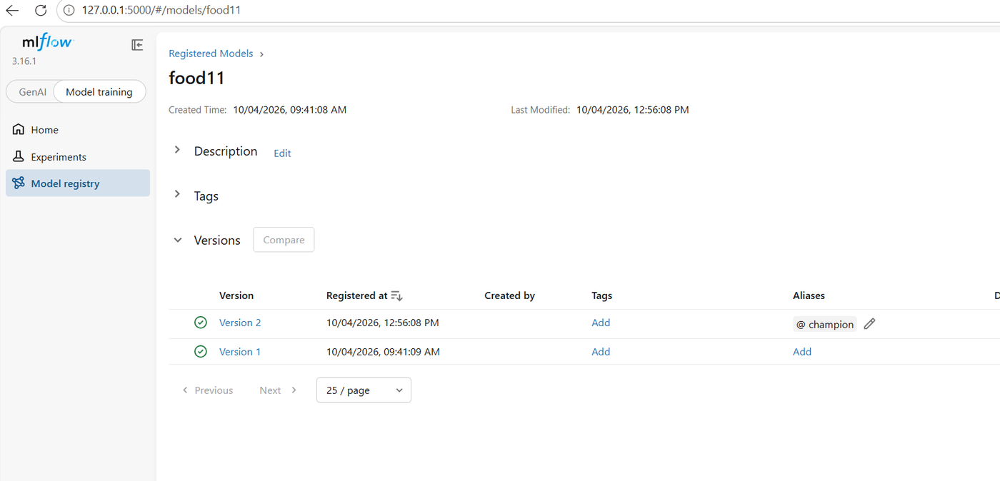 127.0.0.1:5000/#/models/food11
mlflow
3.16.1
GenAI Model training
Home
Experiments
Model registry
Registered Models
food11
Created Time: 10/04/2026, 09:41:08 AM Last Modified: 10/04/2026, 12:56:08 PM
Description Edit
Tags
Versions Compare
Version Registered at Created by Tags Aliases D
Version 2 10/04/2026, 12:56:08 PM Add @ champion
Version 1 10/04/2026, 09:41:09 AM Add Add
Previous Next 25 / page